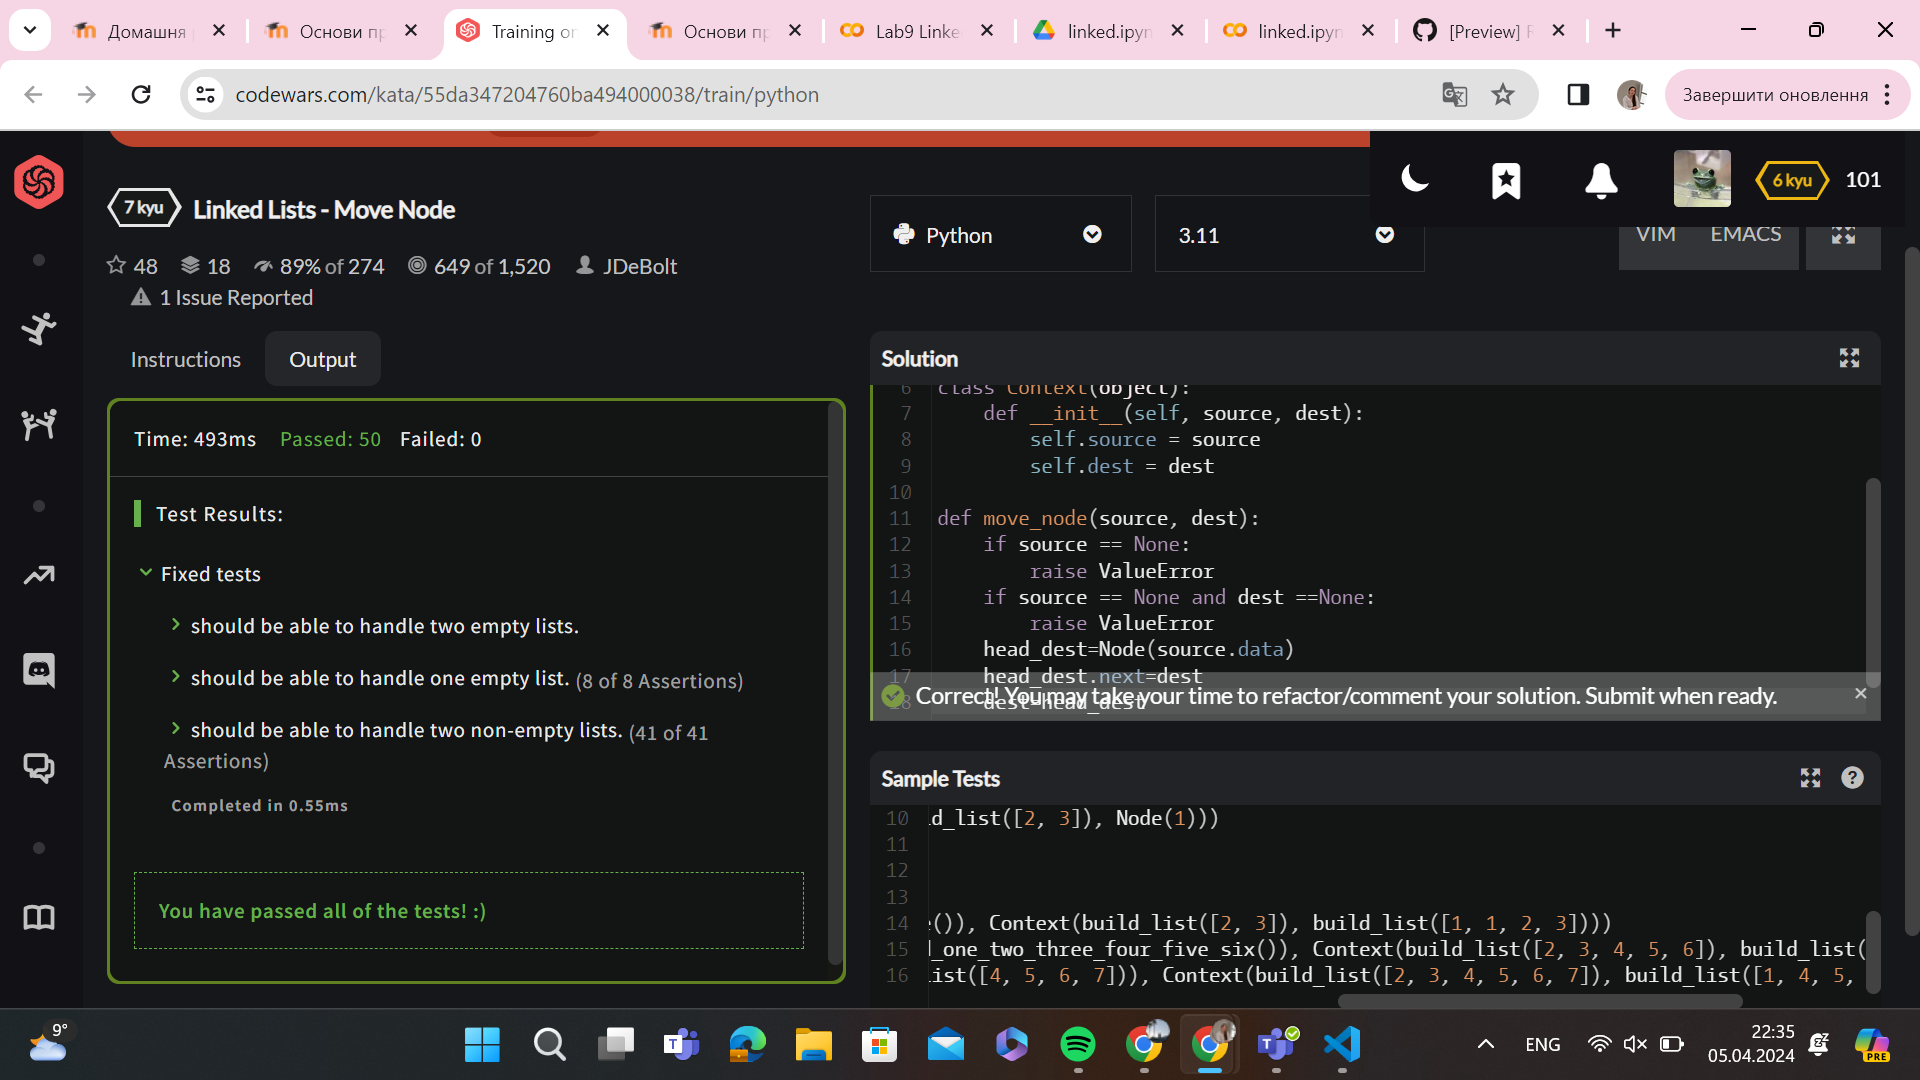 Домашня
Основи пр
Training or
Основи пр
Lab9 Linke
linked.ipyn
linked.ipyn
[Preview]
codewars.com/kata/55da347204760ba494000038/train/python
Завершити оновлення
6 kyu
101
7 kyu
Linked Lists - Move Node
48 18 89% of 274 649 of 1,520 JDeBolt
1 Issue Reported
Python
3.11
VIM
EMACS
Instructions
Output
Time: 493ms Passed: 50 Failed: 0
Test Results:
Fixed tests
should be able to handle two empty lists.
should be able to handle one empty list. (8 of 8 Assertions)
should be able to handle two non-empty lists. (41 of 41
Assertions)
Completed in 0.55ms
You have passed all of the tests! :)
Solution
6 class Context(object):
7 def __init__(self, source, dest):
8 self.source = source
9 self.dest = dest
10
11 def move_node(source, dest):
12 if source == None:
13 raise ValueError
14 if source == None and dest ==None:
15 raise ValueError
16 head_dest=Node(source.data)
17 head_dest.next=dest
18 dest=head_dest
Correct! You may take your time to refactor/comment your solution. Submit when ready.
Sample Tests
10 ld_list([2, 3]), Node(1)))
11
12
13
14 e()), Context(build_list([2, 3]), build_list([1, 1, 2, 3])))
15 _one_two_three_four_five_six()), Context(build_list([2, 3, 4, 5, 6]), build_list(
16 list([4, 5, 6, 7])), Context(build_list([2, 3, 4, 5, 6, 7]), build_list([1, 4, 5,
9°
ENG
22:35
05.04.2024
PRE